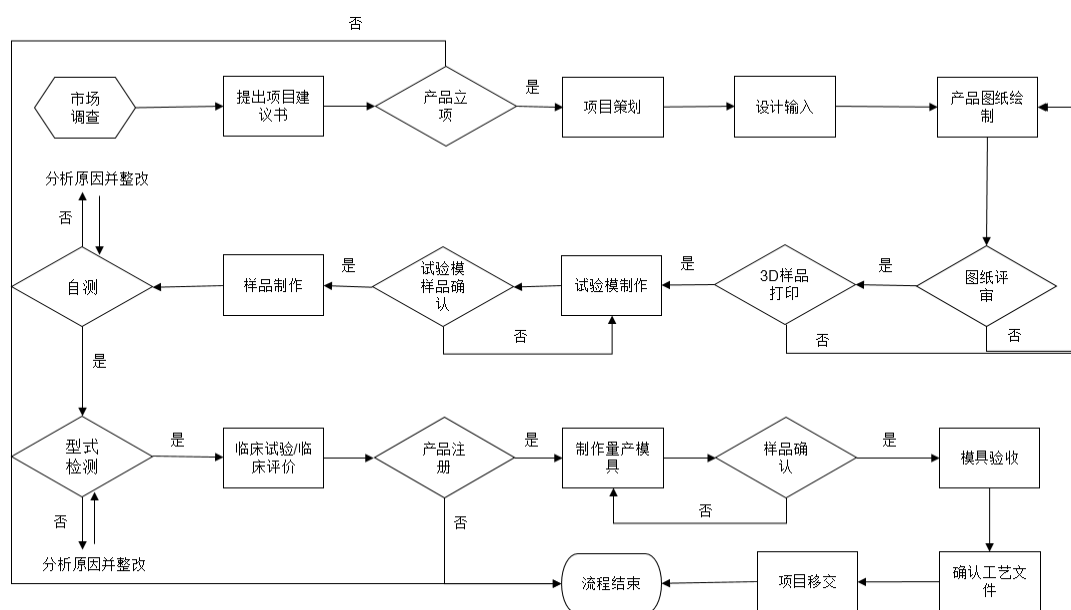 否
市场
调查
提出项目建
议书
产品立
项
是
项目策划
设计输入
产品图纸绘
制
分析原因并整改
否
自测
样品制作
是
试验模
样品确
认
试验模制作
是
3D样品
打印
是
图纸评
审
否
否
否
是
型式
检测
是
临床试验/临
床评价
产品注
册
是
制作量产模
具
样品确
认
是
模具验收
否
否
否
分析原因并整改
流程结束
项目移交
确认工艺文
件